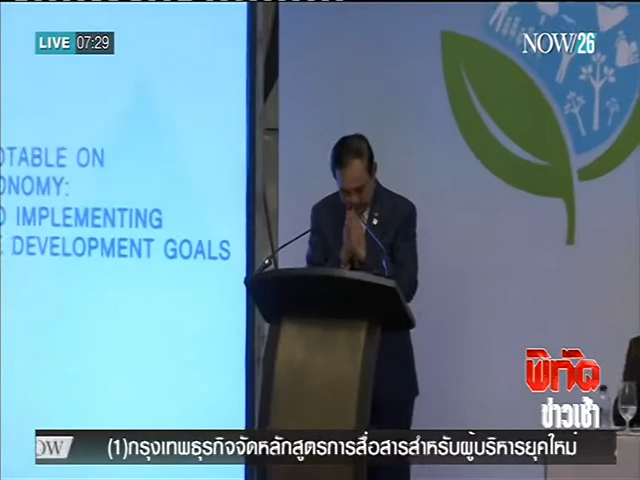 LIVE 07:29
NOW/26
OTABLE ON
ONOMY:
O IMPLEMENTING
E DEVELOPMENT GOALS
พิกัด
ข่าวเช้า
OW
(1)กรุงเทพธุรกิจจัดหลักสูตรการสื่อสารสำหรับผู้บริหารยุคใหม่